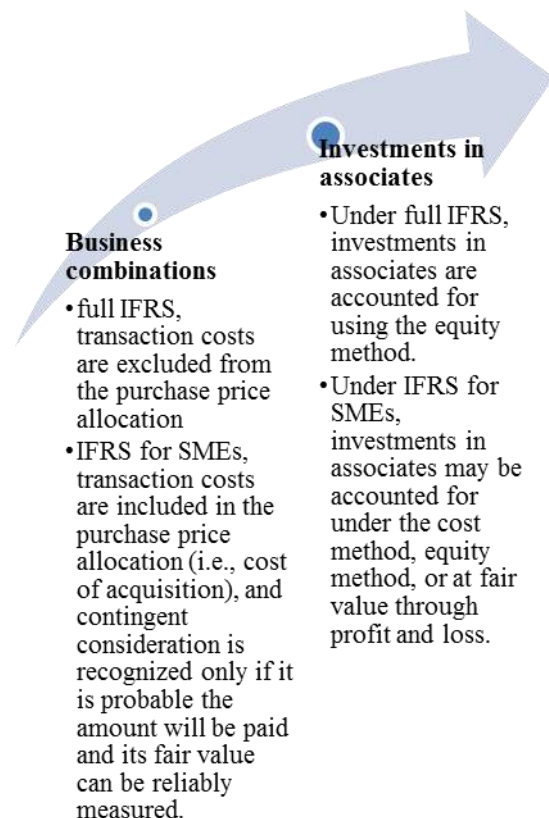 Business
combinations
•full IFRS,
transaction costs
are excluded from
the purchase price
allocation
•IFRS for SMEs,
transaction costs
are included in the
purchase price
allocation (i.e., cost
of acquisition), and
contingent
consideration is
recognized only if it
is probable the
amount will be paid
and its fair value
can be reliably
measured.
Investments in
associates
•Under full IFRS,
investments in
associates are
accounted for
using the equity
method.
•Under IFRS for
SMEs,
investments in
associates may be
accounted for
under the cost
method, equity
method, or at fair
value through
profit and loss.